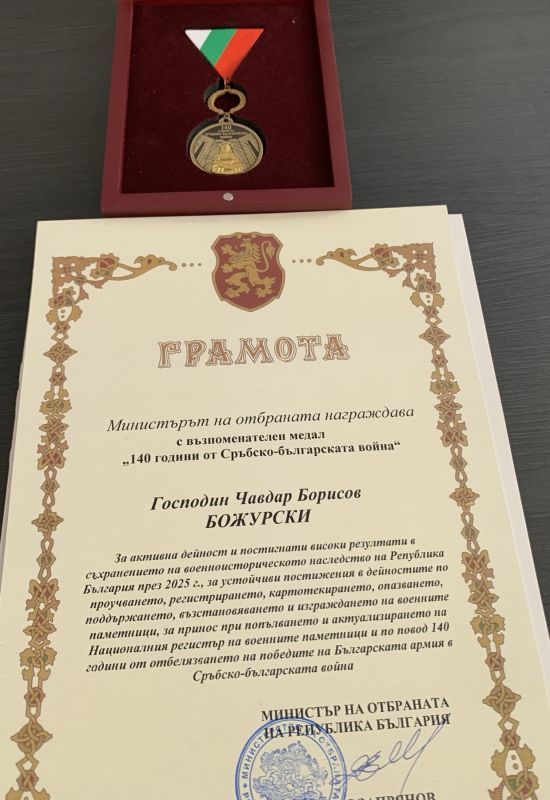 140
ГРАМОТА
Министърът на отбраната награждава
с възпоменателен медал
„140 години от Сръбско-българската война“
Господин Чавдар Борисов
БОЖУРСКИ
За активна дейност и постигнати високи резултати в
съхранението на военноисторическото наследство на Република
България през 2025 г., за устойчиви постижения в дейностите по
проучването, регистрирането, картотекирането, опазването,
поддържането, възстановяването и изграждането на военните
паметници, за принос при попълването и актуализирането на
Националния регистър на военните паметници и по повод 140
години от отбелязването на победите на Българската армия в
Сръбско-българската война
МИНИСТЪР НА ОТБРАНАТА
НА РЕПУБЛИКА БЪЛГАРИЯ
МИНИСТЕРСТВО НА ОТБРАНАТА